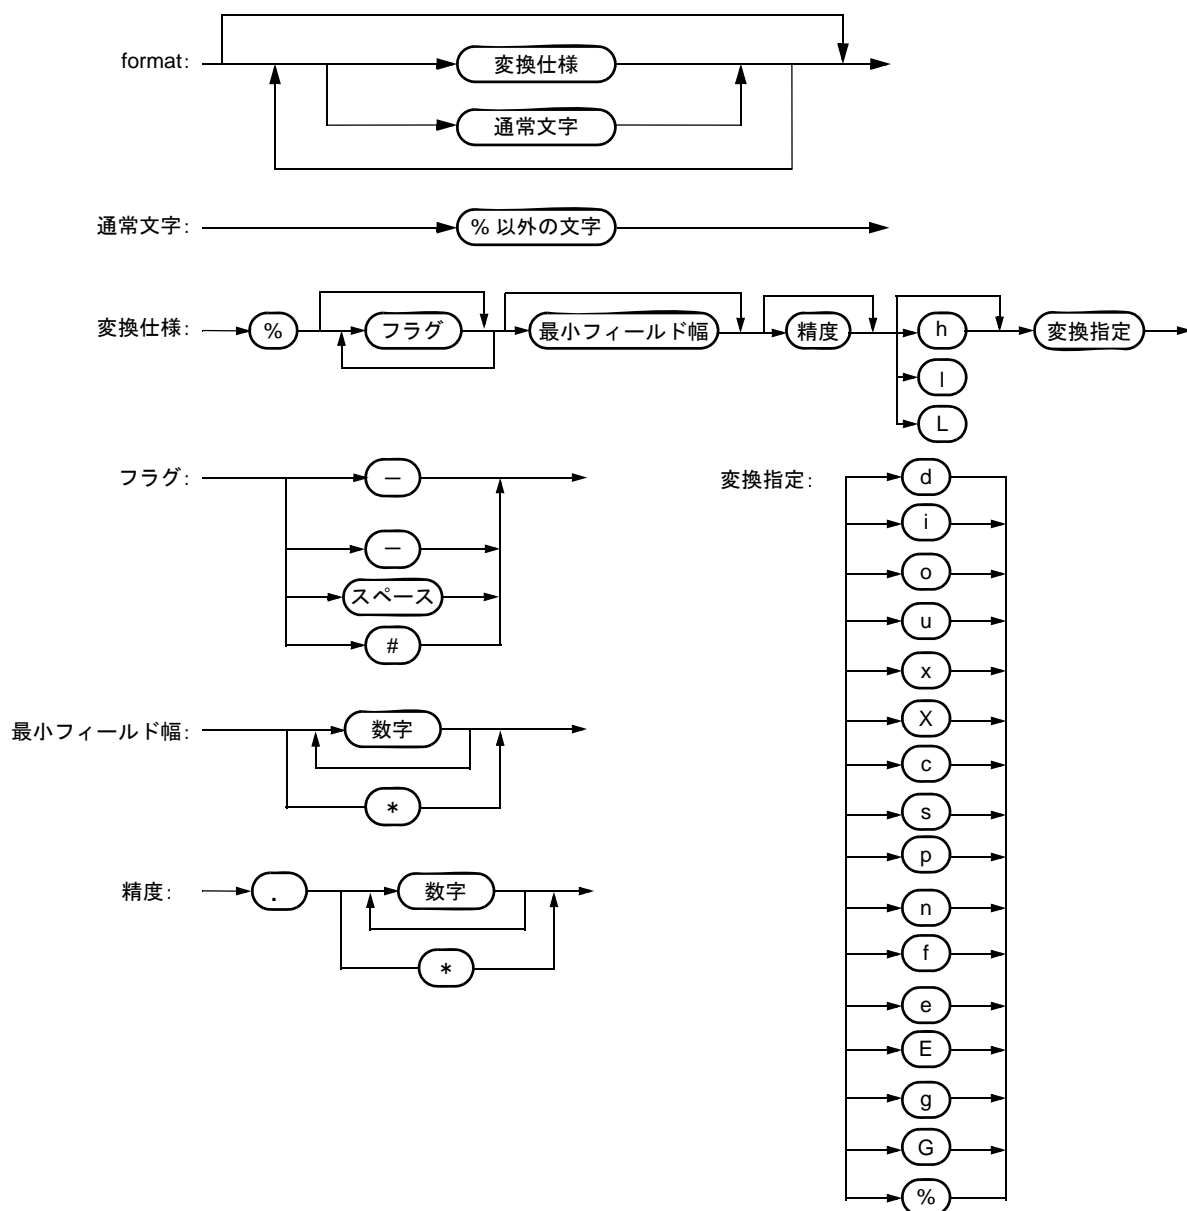 format:
変換仕様
通常文字
通常文字:
% 以外の文字
変換仕様:
%
フラグ
最小フィールド幅
精度
h
変換指定
l
L
フラグ:
−
−
スペース
#
最小フィールド幅:
数字
*
精度:
.
数字
*
変換指定:
d
i
o
u
x
X
c
s
p
n
f
e
E
g
G
%